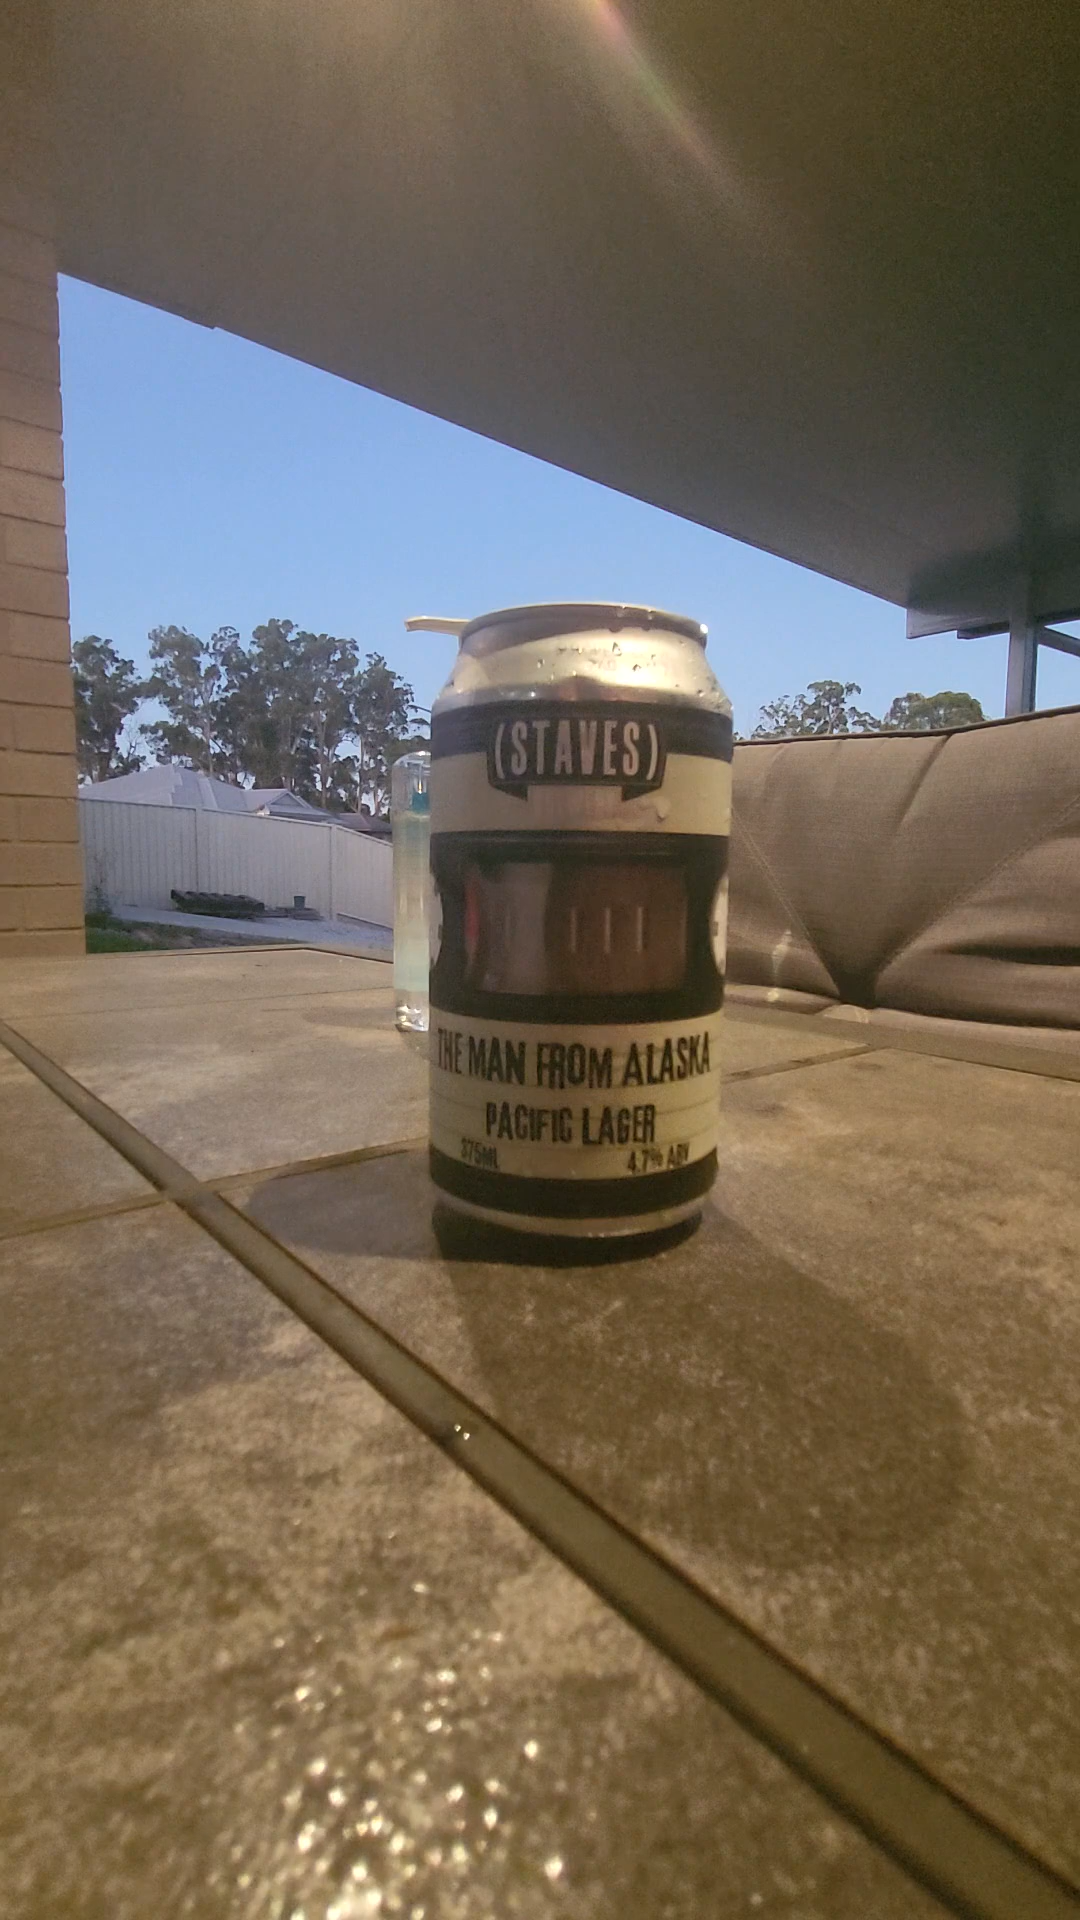 (STAVES)
THE MAN FROM ALASKA
PACIFIC LAGER
375ML 4.7% ABV